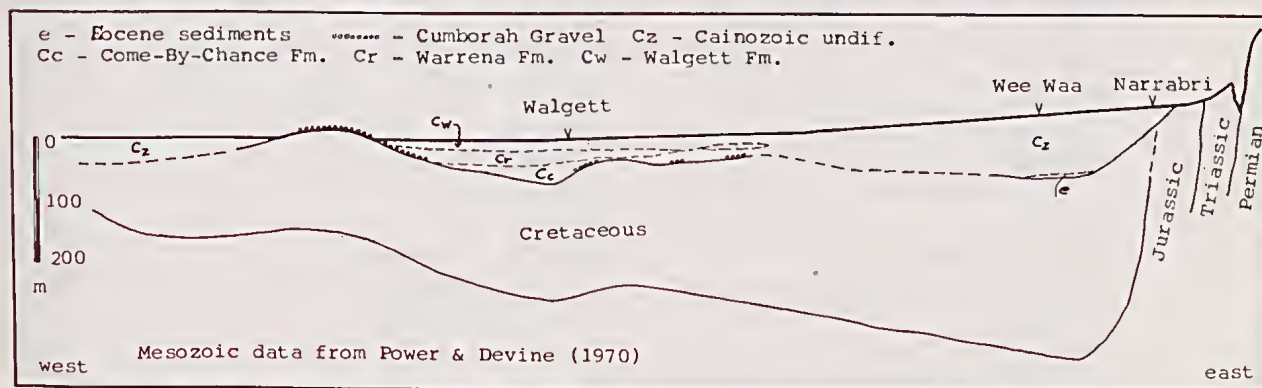 e - Eocene sediments - Cumborah Gravel Cz - Cainozoic undif.
Cc - Come-By-Chance Fm. Cr - Warrena Fm. Cw - Walgett Fm.
Wee Waa
Narrabri
Walgett
Cw
0
Cz
Cr
Cz
Cc
e
100
Cretaceous
Jurassic
Triassic
Permian
200
m
Mesozoic data from Power & Devine (1970)
west
east